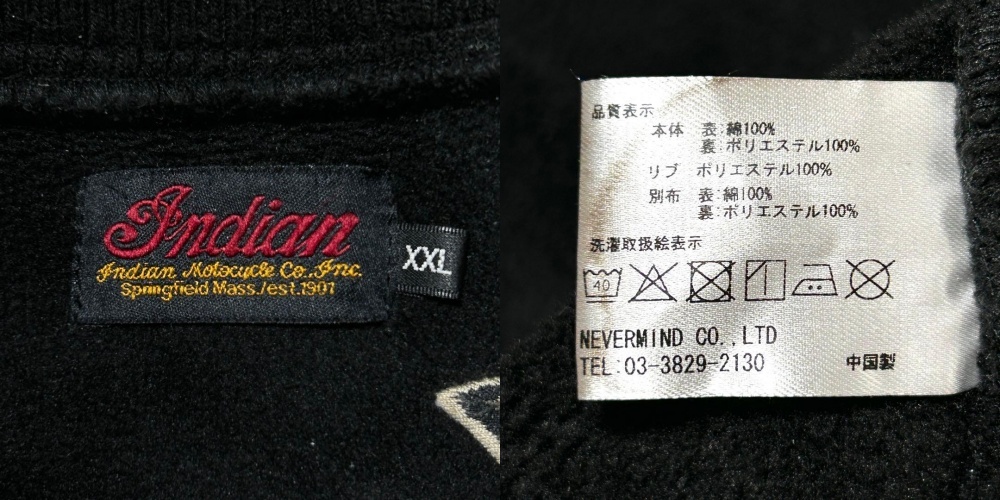 Indian
Indian Motocycle Co.,Inc.
Springfield Mass./est.1901
XXL
品質表示
本体 表:綿100%
裏:ポリエステル100%
リブ ポリエステル100%
別布 表:綿100%
裏:ポリエステル100%
洗濯取扱絵表示
40
NEVERMIND CO.,LTD
TEL:03-3829-2130 中国製